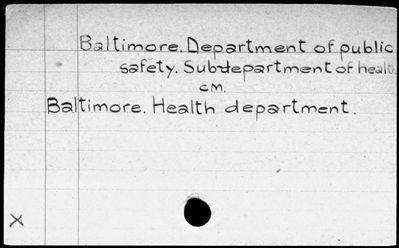 Baltimore. Department of public
safety. Sub-department of health
cm.
Baltimore. Health department.
X